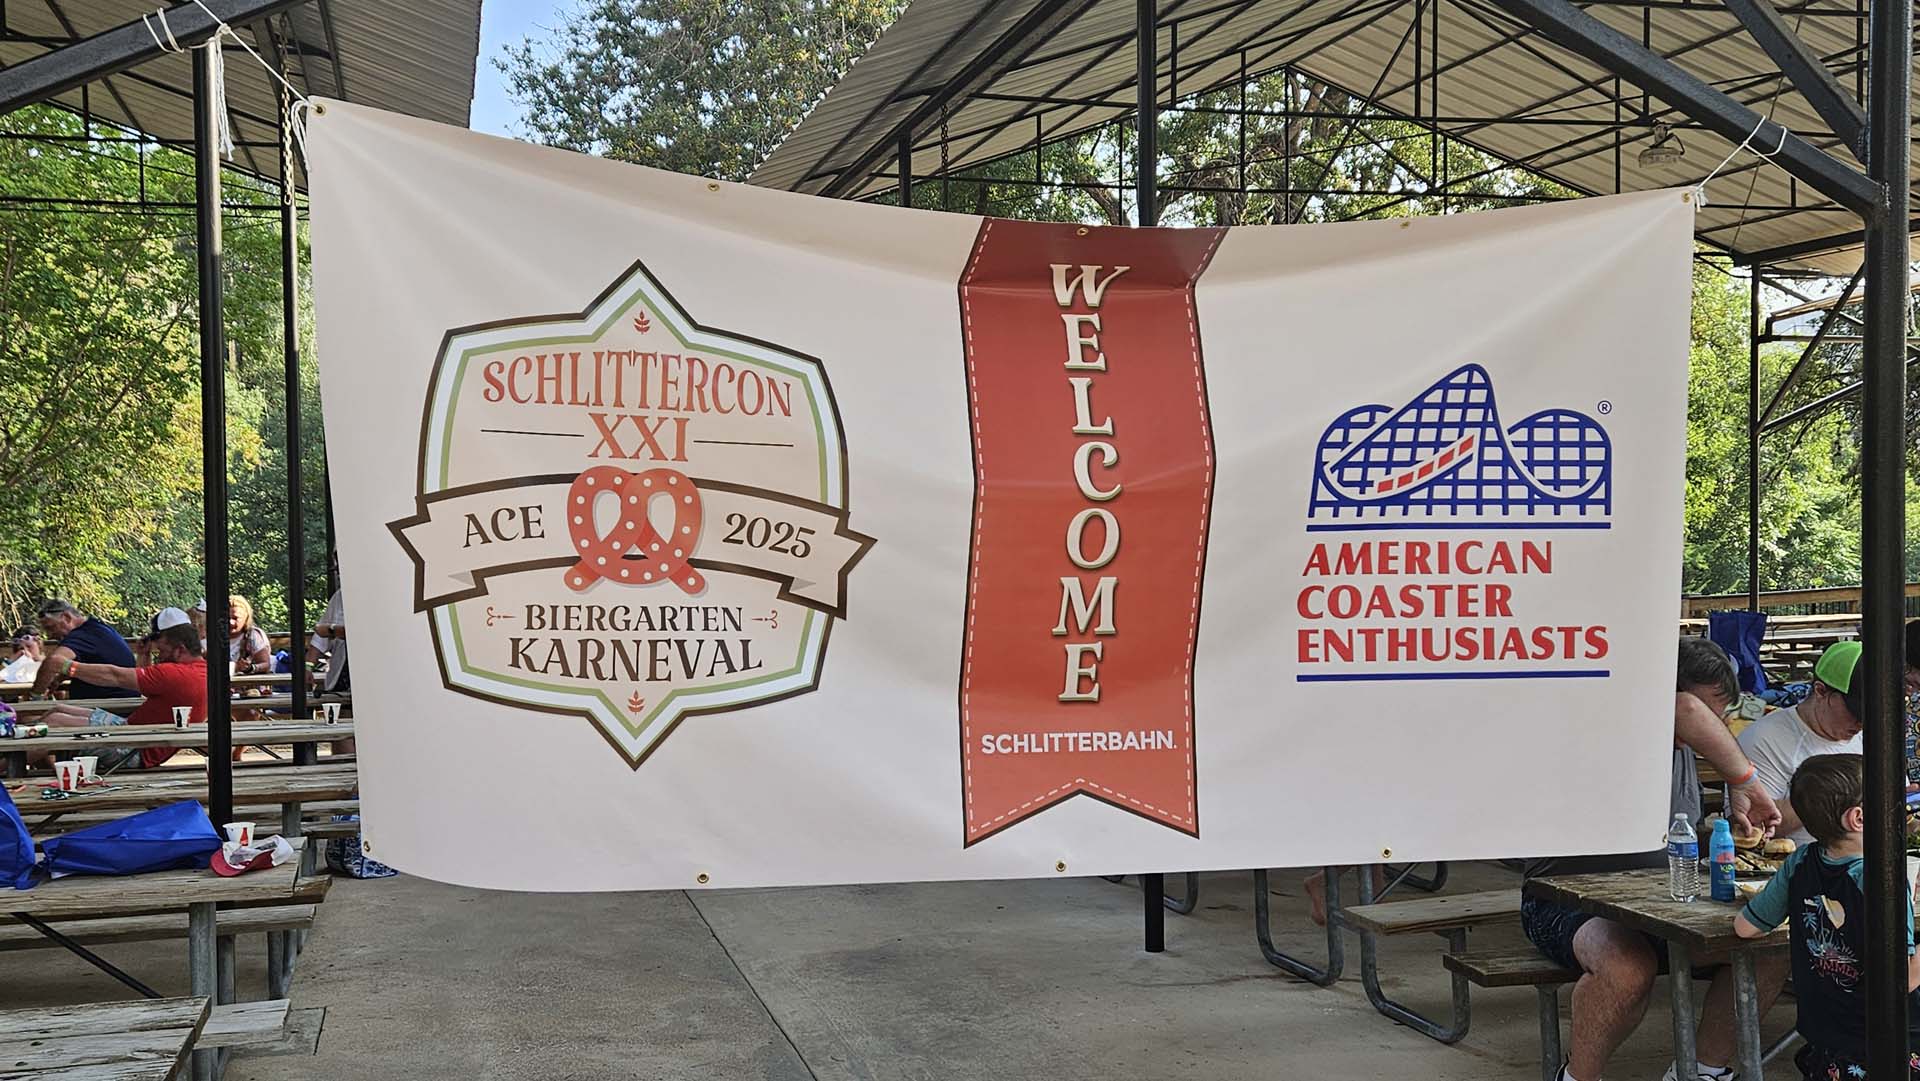 SCHLITTERCON
XXI
ACE 2025
BIERGARTEN
KARNEVAL
WELCOME
SCHLITTERBAHN.
®
AMERICAN
COASTER
ENTHUSIASTS